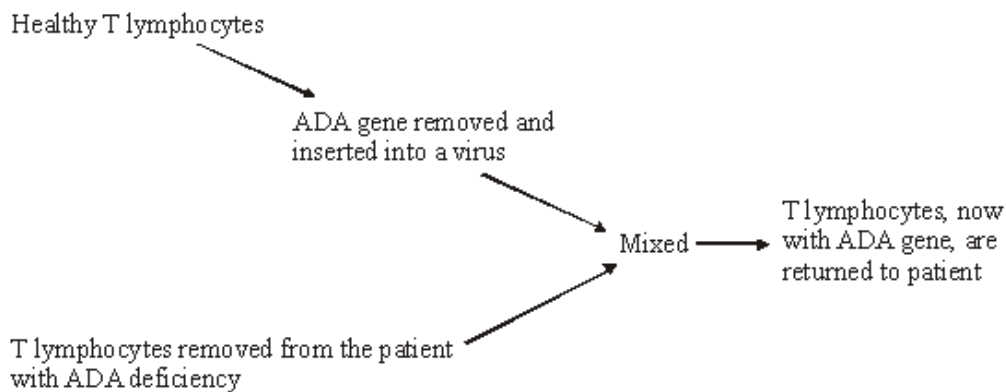 Healthy T lymphocytes
ADA gene removed and
inserted into a virus
T lymphocytes, now
with ADA gene, are
returned to patient
Mixed
T lymphocytes removed from the patient
with ADA deficiency